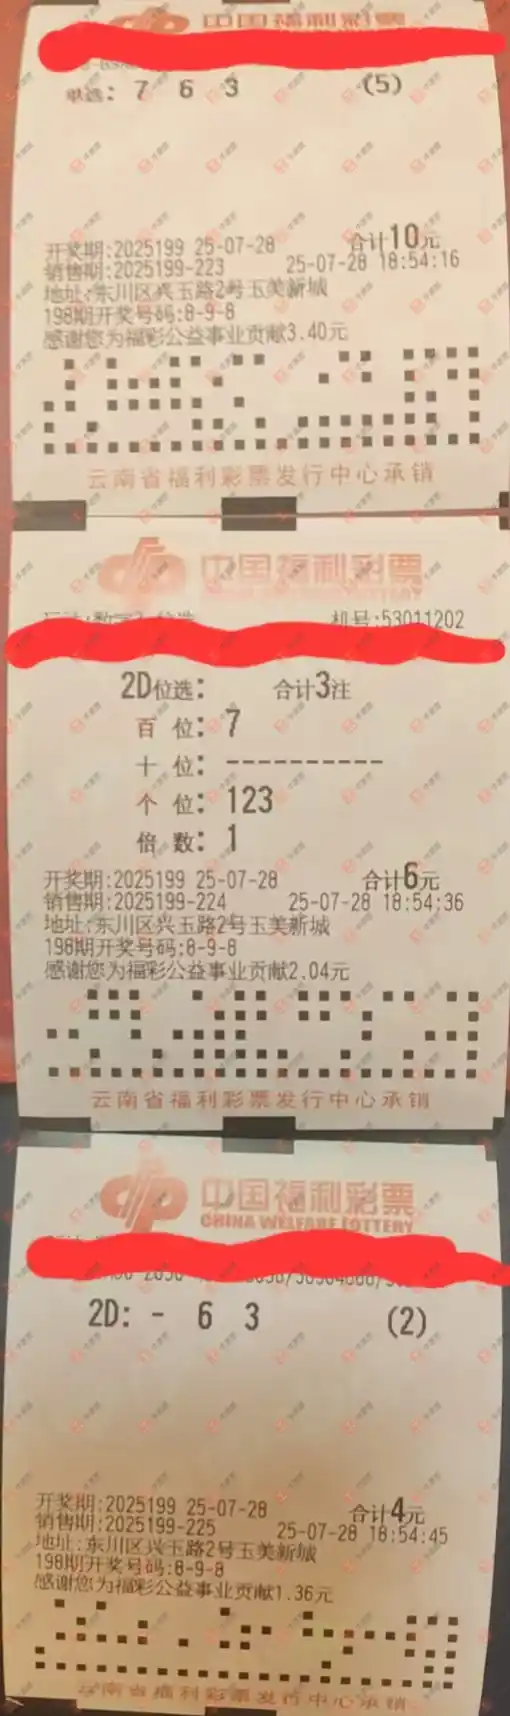 中国福利彩票
单选: 7 6 3 (5)
开奖期:2025199 25-07-28 合计10元
销售期:2025199-223 25-07-28 18:54:16
地址:东川区兴玉路2号玉美新城
198期开奖号码:8-9-8
感谢您为福彩公益事业贡献3.40元
云南省福利彩票发行中心承销
中国福利彩票
CHINA WELFARE LOTTERY
机号:53011202
2D位选: 合计3注
百 位: 7
十 位: ----------
个 位: 123
倍 数: 1
开奖期:2025199 25-07-28 合计6元
销售期:2025199-224 25-07-28 18:54:36
地址:东川区兴玉路2号玉美新城
198期开奖号码:8-9-8
感谢您为福彩公益事业贡献2.04元
云南省福利彩票发行中心承销
中国福利彩票
CHINA WELFARE LOTTERY
2D: - 6 3 (2)
开奖期:2025199 25-07-28 合计4元
销售期:2025199-225 25-07-28 18:54:45
地址:东川区兴玉路2号玉美新城
198期开奖号码:8-9-8
感谢您为福彩公益事业贡献1.36元
云南省福利彩票发行中心承销